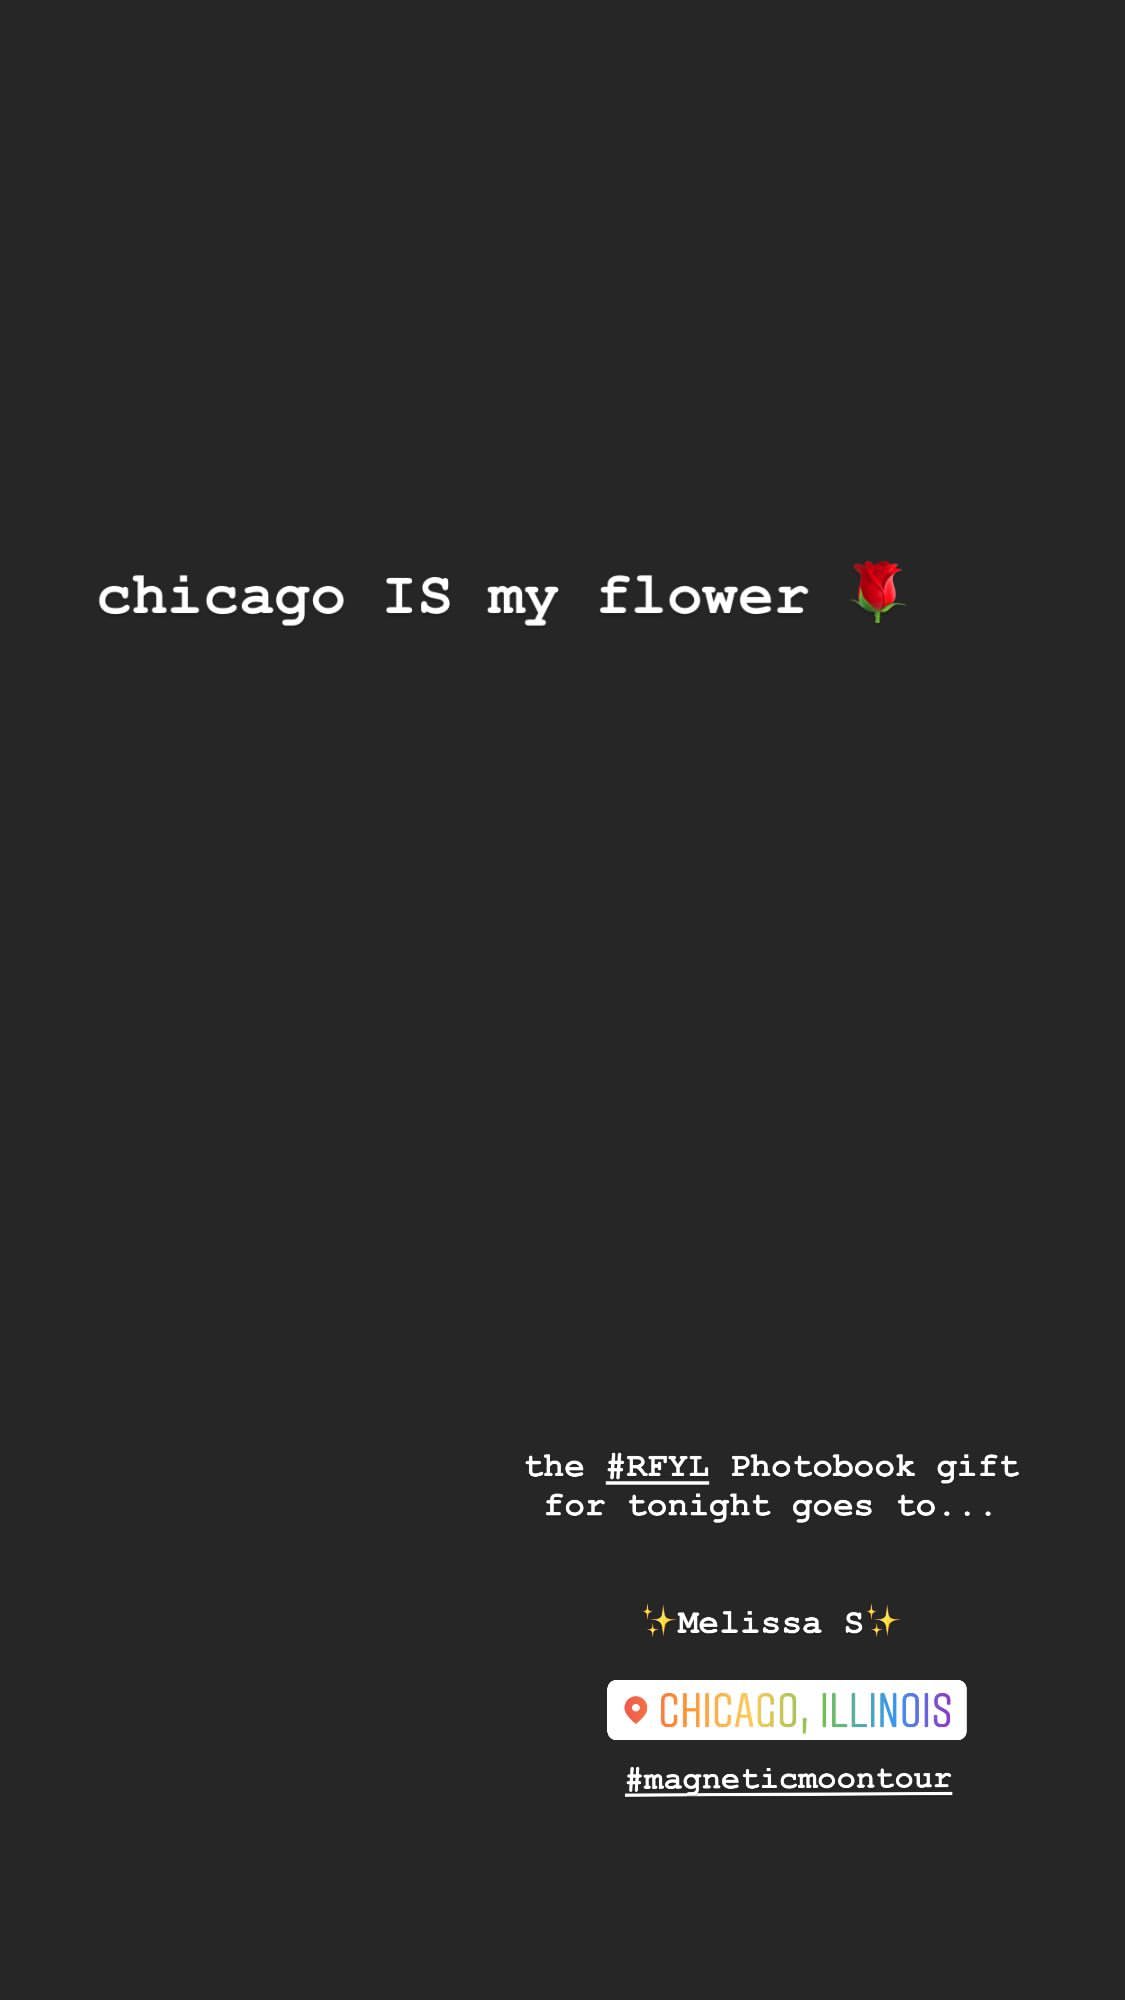 chicago IS my flower 🌹
the #RFYL Photobook gift
for tonight goes to...
✨Melissa S✨
CHICAGO, ILLINOIS
#magneticmoontour